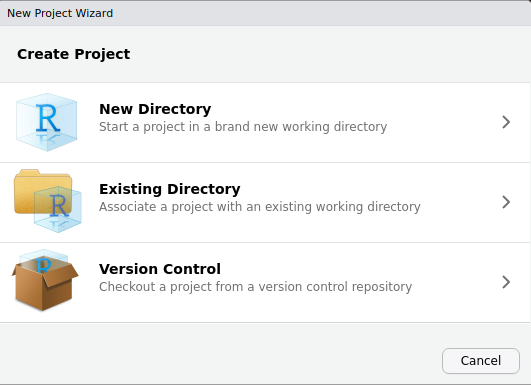 New Project Wizard
Create Project
New Directory
Start a project in a brand new working directory
Existing Directory
Associate a project with an existing working directory
Version Control
Checkout a project from a version control repository
Cancel